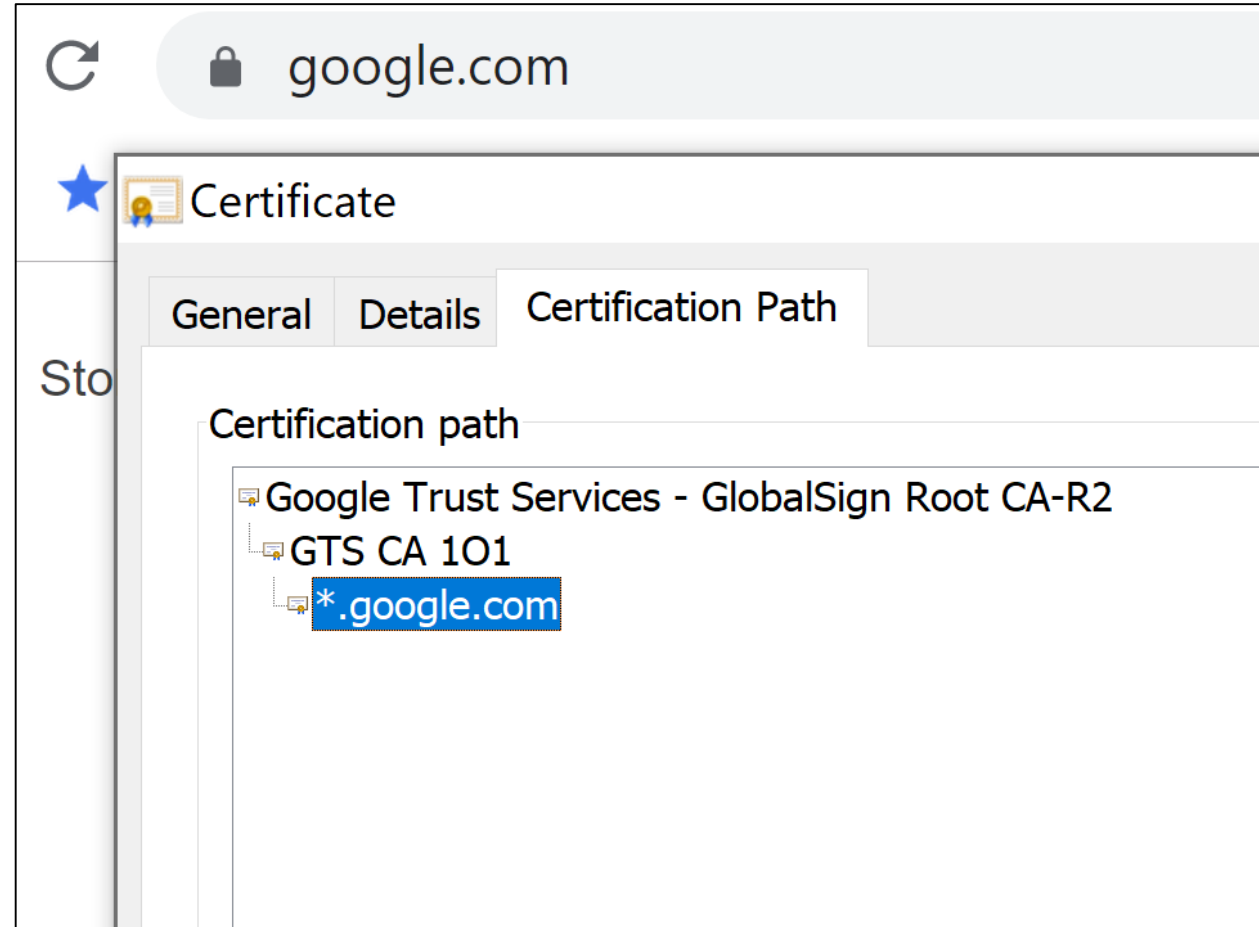 google.com
Certificate
General Details Certification Path
Sto
Certification path
Google Trust Services - GlobalSign Root CA-R2
GTS CA 1O1
*.google.com